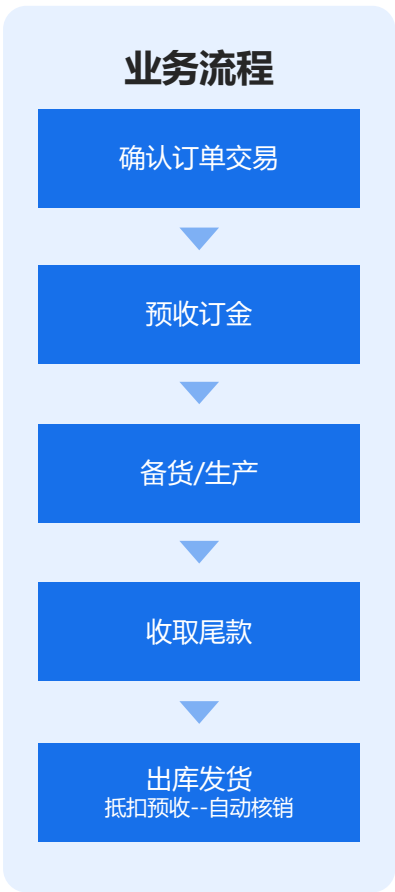 业务流程
确认订单交易
预收订金
备货/生产
收取尾款
出库发货
抵扣预收--自动核销